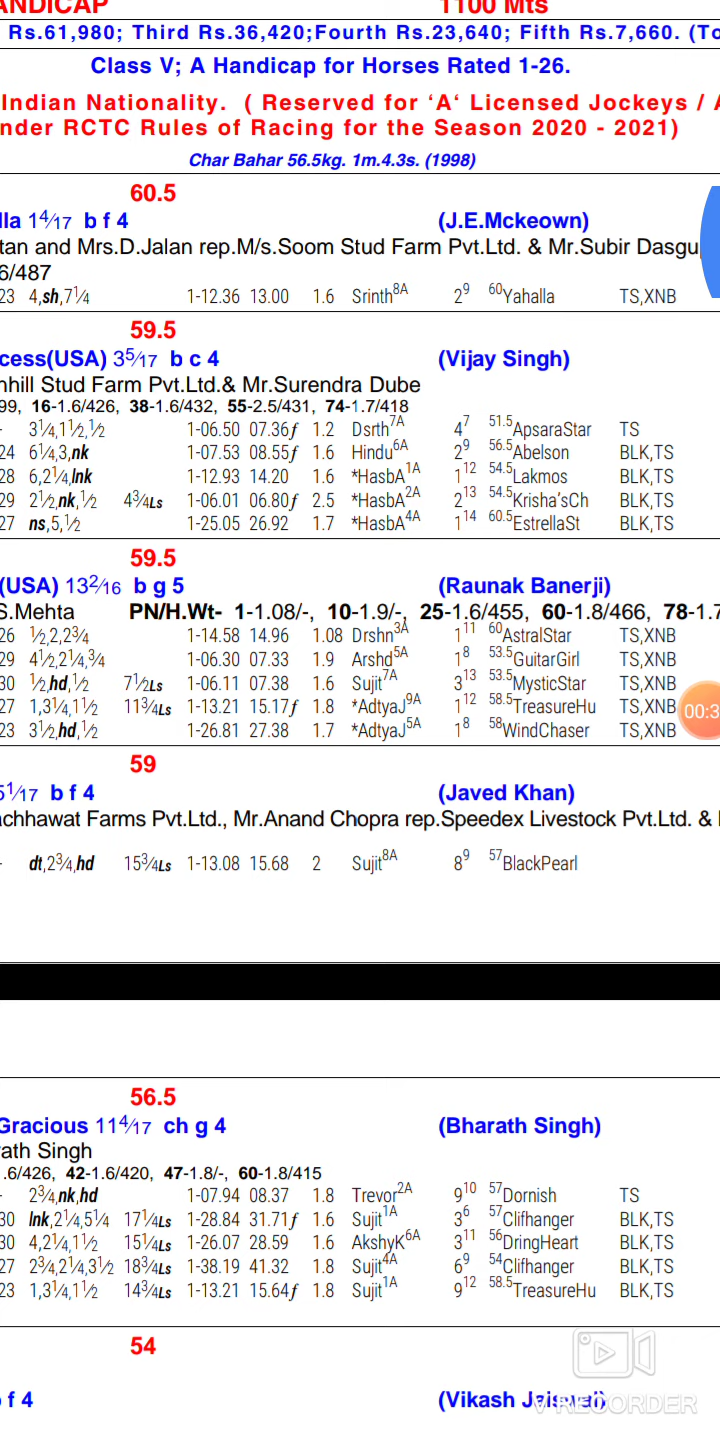 ANDICAP 1100 Mts
Rs.61,980; Third Rs.36,420;Fourth Rs.23,640; Fifth Rs.7,660. (To
Class V; A Handicap for Horses Rated 1-26.
Indian Nationality. ( Reserved for ‘A‘ Licensed Jockeys / A
nder RCTC Rules of Racing for the Season 2020 - 2021)
Char Bahar 56.5kg. 1m.4.3s. (1998)
60.5
lla 14/17 b f 4 (J.E.Mckeown)
tan and Mrs.D.Jalan rep.M/s.Soom Stud Farm Pvt.Ltd. & Mr.Subir Dasgu
6/487
23 4,sh,7¼ 1-12.36 13.00 1.6 Srinth8A 29 60Yahalla TS,XNB
59.5
cess(USA) 35/17 b c 4 (Vijay Singh)
nhill Stud Farm Pvt.Ltd.& Mr.Surendra Dube
99, 16-1.6/426, 38-1.6/432, 55-2.5/431, 74-1.7/418
- 3¼,1½,½ 1-06.50 07.36f 1.2 Dsrth7A 47 51.5ApsaraStar TS
24 6¼,3,nk 1-07.53 08.55f 1.6 Hindu6A 29 56.5Abelson BLK,TS
28 6,2¼,lnk 1-12.93 14.20 1.6 *HasbA1A 112 54.5Lakmos BLK,TS
29 2½,nk,½ 4¾Ls 1-06.01 06.80f 2.5 *HasbA2A 213 54.5Krisha'sCh BLK,TS
27 ns,5,½ 1-25.05 26.92 1.7 *HasbA4A 114 60.5EstrellaSt BLK,TS
59.5
(USA) 132/16 b g 5 (Raunak Banerji)
S.Mehta PN/H.Wt- 1-1.08/-, 10-1.9/-, 25-1.6/455, 60-1.8/466, 78-1.7
26 ½,2,2¾ 1-14.58 14.96 1.08 Drshn3A 111 60AstralStar TS,XNB
29 4½,2¼,¾ 1-06.30 07.33 1.9 Arshd5A 18 53.5GuitarGirl TS,XNB
30 ½,hd,½ 7½Ls 1-06.11 07.38 1.6 Sujit7A 313 53.5MysticStar TS,XNB
27 1,3¼,1½ 11¾Ls 1-13.21 15.17f 1.8 *AdtyaJ9A 112 58.5TreasureHu TS,XNB 00:3
23 3½,hd,½ 1-26.81 27.38 1.7 *AdtyaJ5A 18 58WindChaser TS,XNB
59
51/17 b f 4 (Javed Khan)
achhawat Farms Pvt.Ltd., Mr.Anand Chopra rep.Speedex Livestock Pvt.Ltd. &
- dt,2¾,hd 15¾Ls 1-13.08 15.68 2 Sujit8A 89 57BlackPearl
56.5
Gracious 114/17 ch g 4 (Bharath Singh)
rath Singh
.6/426, 42-1.6/420, 47-1.8/-, 60-1.8/415
- 2¾,nk,hd 1-07.94 08.37 1.8 Trevor2A 910 57Dornish TS
30 lnk,2¼,5¼ 17¼Ls 1-28.84 31.71f 1.6 Sujit1A 36 57Clifhanger BLK,TS
30 4,2¼,1½ 15¼Ls 1-26.07 28.59 1.6 AkshyK6A 311 56DringHeart BLK,TS
27 2¾,2¼,3½ 18¾Ls 1-38.19 41.32 1.8 Sujit4A 69 54Clifhanger BLK,TS
23 1,3¼,1½ 14¾Ls 1-13.21 15.64f 1.8 Sujit1A 912 58.5TreasureHu BLK,TS
54
f 4 (Vikash Jaiswal)
V RECORDER